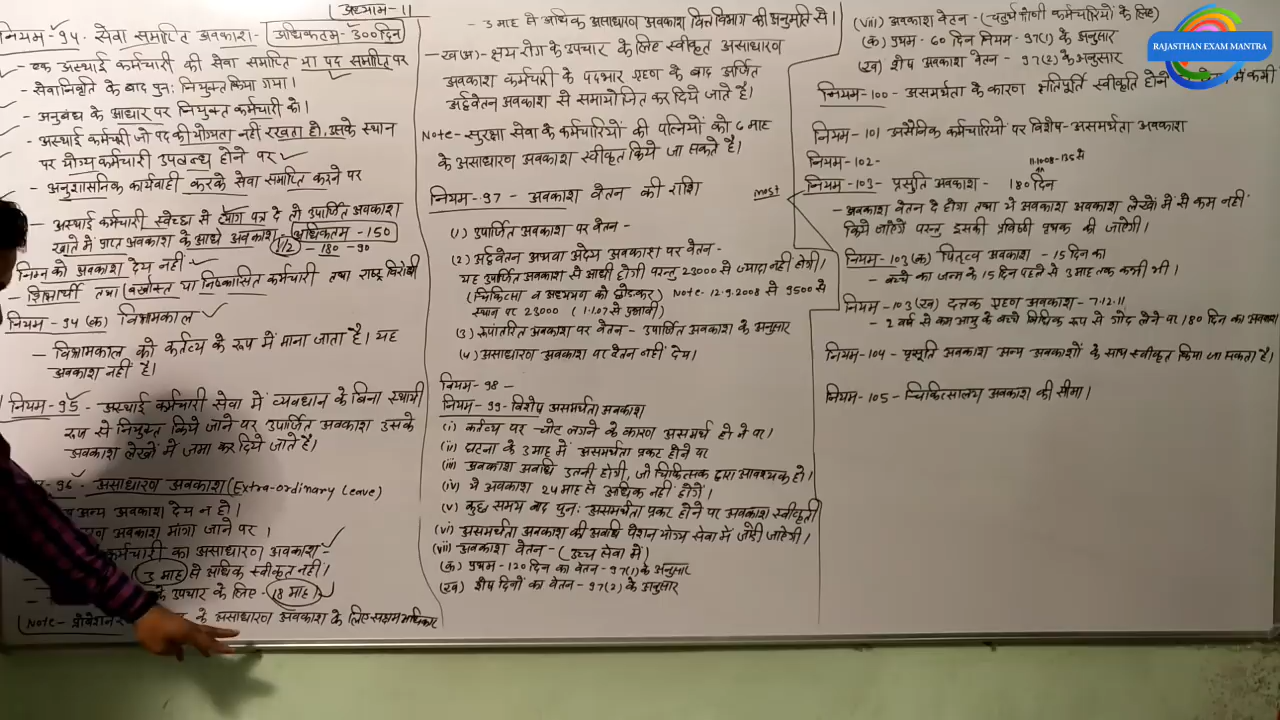 अध्याय-11
नियम-94. सेवा समाप्ति अवकाश- अधिकतम-300 दिन
- एक अस्थाई कर्मचारी की सेवा समाप्ति या पद समाप्ति पर
- सेवानिवृति के बाद पुनः नियुक्त किया गया।
- अनुबन्ध के आधार पर नियुक्त कर्मचारी को।
- अस्थाई कर्मचारी जो पद की योग्यता नहीं रखता हो, उसके स्थान
पर योग्य कर्मचारी उपलब्ध होने पर
- अनुशासनिक कार्यवाही करके सेवा समाप्ति करने पर
- अस्थाई कर्मचारी स्वेच्छा से त्याग पत्र दे तो उपार्जित अवकाश
खाते में प्राप्त अवकाश के आधे अवकाश, अधिकतम-150
1/2 - 180 - 90
निम्न को अवकाश देय नहीं
- शिक्षार्थी तथा बर्खास्त या निष्कासित कर्मचारी तथा राष्ट्र विरोधी
नियम-94 (क) विश्रामकाल
- विश्रामकाल को कर्तव्य के रूप में माना जाता है। यह
अवकाश नहीं है।
नियम-95 - अस्थाई कर्मचारी सेवा में व्यवधान के बिना स्थायी
रूप से नियुक्त किये जाने पर उपार्जित अवकाश उसके
अवकाश लेखों में जमा कर दिये जाते है।
96 - असाधारण अवकाश (Extra-ordinary Leave)
अन्य अवकाश देय न हो।
अवकाश मांगा जाने पर।
कर्मचारी का असाधारण अवकाश-
3 माह से अधिक स्वीकृत नहीं।
के उपचार के लिए - 18 माह
Note- के असाधारण अवकाश के लिए सक्षम अधिकार
- 3 माह से अधिक असाधारण अवकाश वित्त विभाग की अनुमति से।
-ख(अ)- क्षय रोग के उपचार के लिए स्वीकृत असाधारण
अवकाश कर्मचारी के पदभार ग्रहण के बाद अर्जित
अर्द्धवेतन अवकाश से समायोजित कर दिये जाते है।
Note- सुरक्षा सेवा के कर्मचारियों की पत्नियों को 6 माह
के असाधारण अवकाश स्वीकृत किये जा सकते है।
नियम-97 - अवकाश वेतन की राशि
(1) उपार्जित अवकाश पर वेतन -
(2) अर्द्धवेतन अथवा अदेय अवकाश पर वेतन -
यह उपार्जित अवकाश से आधी होगी परन्तु 23000 से ज्यादा नहीं होगी।
(चिकित्सा व अध्ययन को छोड़कर) Note- 12.9.2008 से 9500 से
स्थान पर 23000 (1.1.07 से प्रभावी)
(3) रूपांतरित अवकाश पर वेतन - उपार्जित अवकाश के अनुसार
(4) असाधारण अवकाश पर वेतन नहीं देय।
नियम-98 -
नियम-99-विशेष असमर्थता अवकाश
(i) कर्तव्य पर चोट लगने के कारण असमर्थ होने पर।
(ii) घटना के 3 माह में असमर्थता प्रकट होने पर
(iii) अवकाश अवधि उतनी होगी, जो चिकित्सक द्वारा आवश्यक हो।
(iv) ये अवकाश 24 माह से अधिक नहीं होगें।
(v) कुछ समय बाद पुनः असमर्थता प्रकट होने पर अवकाश स्वीकृती
(vi) असमर्थता अवकाश की अवधि पेंशन योग्य सेवा में जोड़ी जाएगी।
(vii) अवकाश वेतन- (उच्च सेवा में)
(क) प्रथम-120 दिन का वेतन-97(1) के अनुसार
(ख) शेष दिनों का वेतन-97(2) के अनुसार
(viii) अवकाश वेतन - (चतुर्थ श्रेणी कर्मचारियों के लिए)
(क) प्रथम-60 दिन नियम-97(1) के अनुसार
(ख) शेष अवकाश वेतन - 97(2) के अनुसार
नियम-100 - असमर्थता के कारण क्षतिपूर्ति स्वीकृति होने में कमी
नियम-101 असैनिक कर्मचारियों पर विशेष-असमर्थता अवकाश
नियम-102-
नियम-103- प्रसुति अवकाश - 180 दिन
most
- अवकाश वेतन देय होगा तथा ये अवकाश अवकाश लेखों में से कम नहीं
किये जाऐंगे परन्तु इसकी प्रविष्टी पृथक की जाऐगी।
नियम-103 (क) पितृत्व अवकाश - 15 दिन का
- बच्चे का जन्म के 15 दिन पहले से 3 माह तक कभी भी।
नियम-103(ख) दत्तक ग्रहण अवकाश- 7.12.11
- 2 वर्ष से कम आयु के बच्चे विधिक रूप से गोद लेने पर 180 दिन का अवकाश
नियम-104- प्रसूति अवकाश अन्य अवकाशों के साथ स्वीकृत किया जा सकता है।
नियम-105 - चिकित्सालय अवकाश की सीमा।
RAJASTHAN EXAM MANTRA